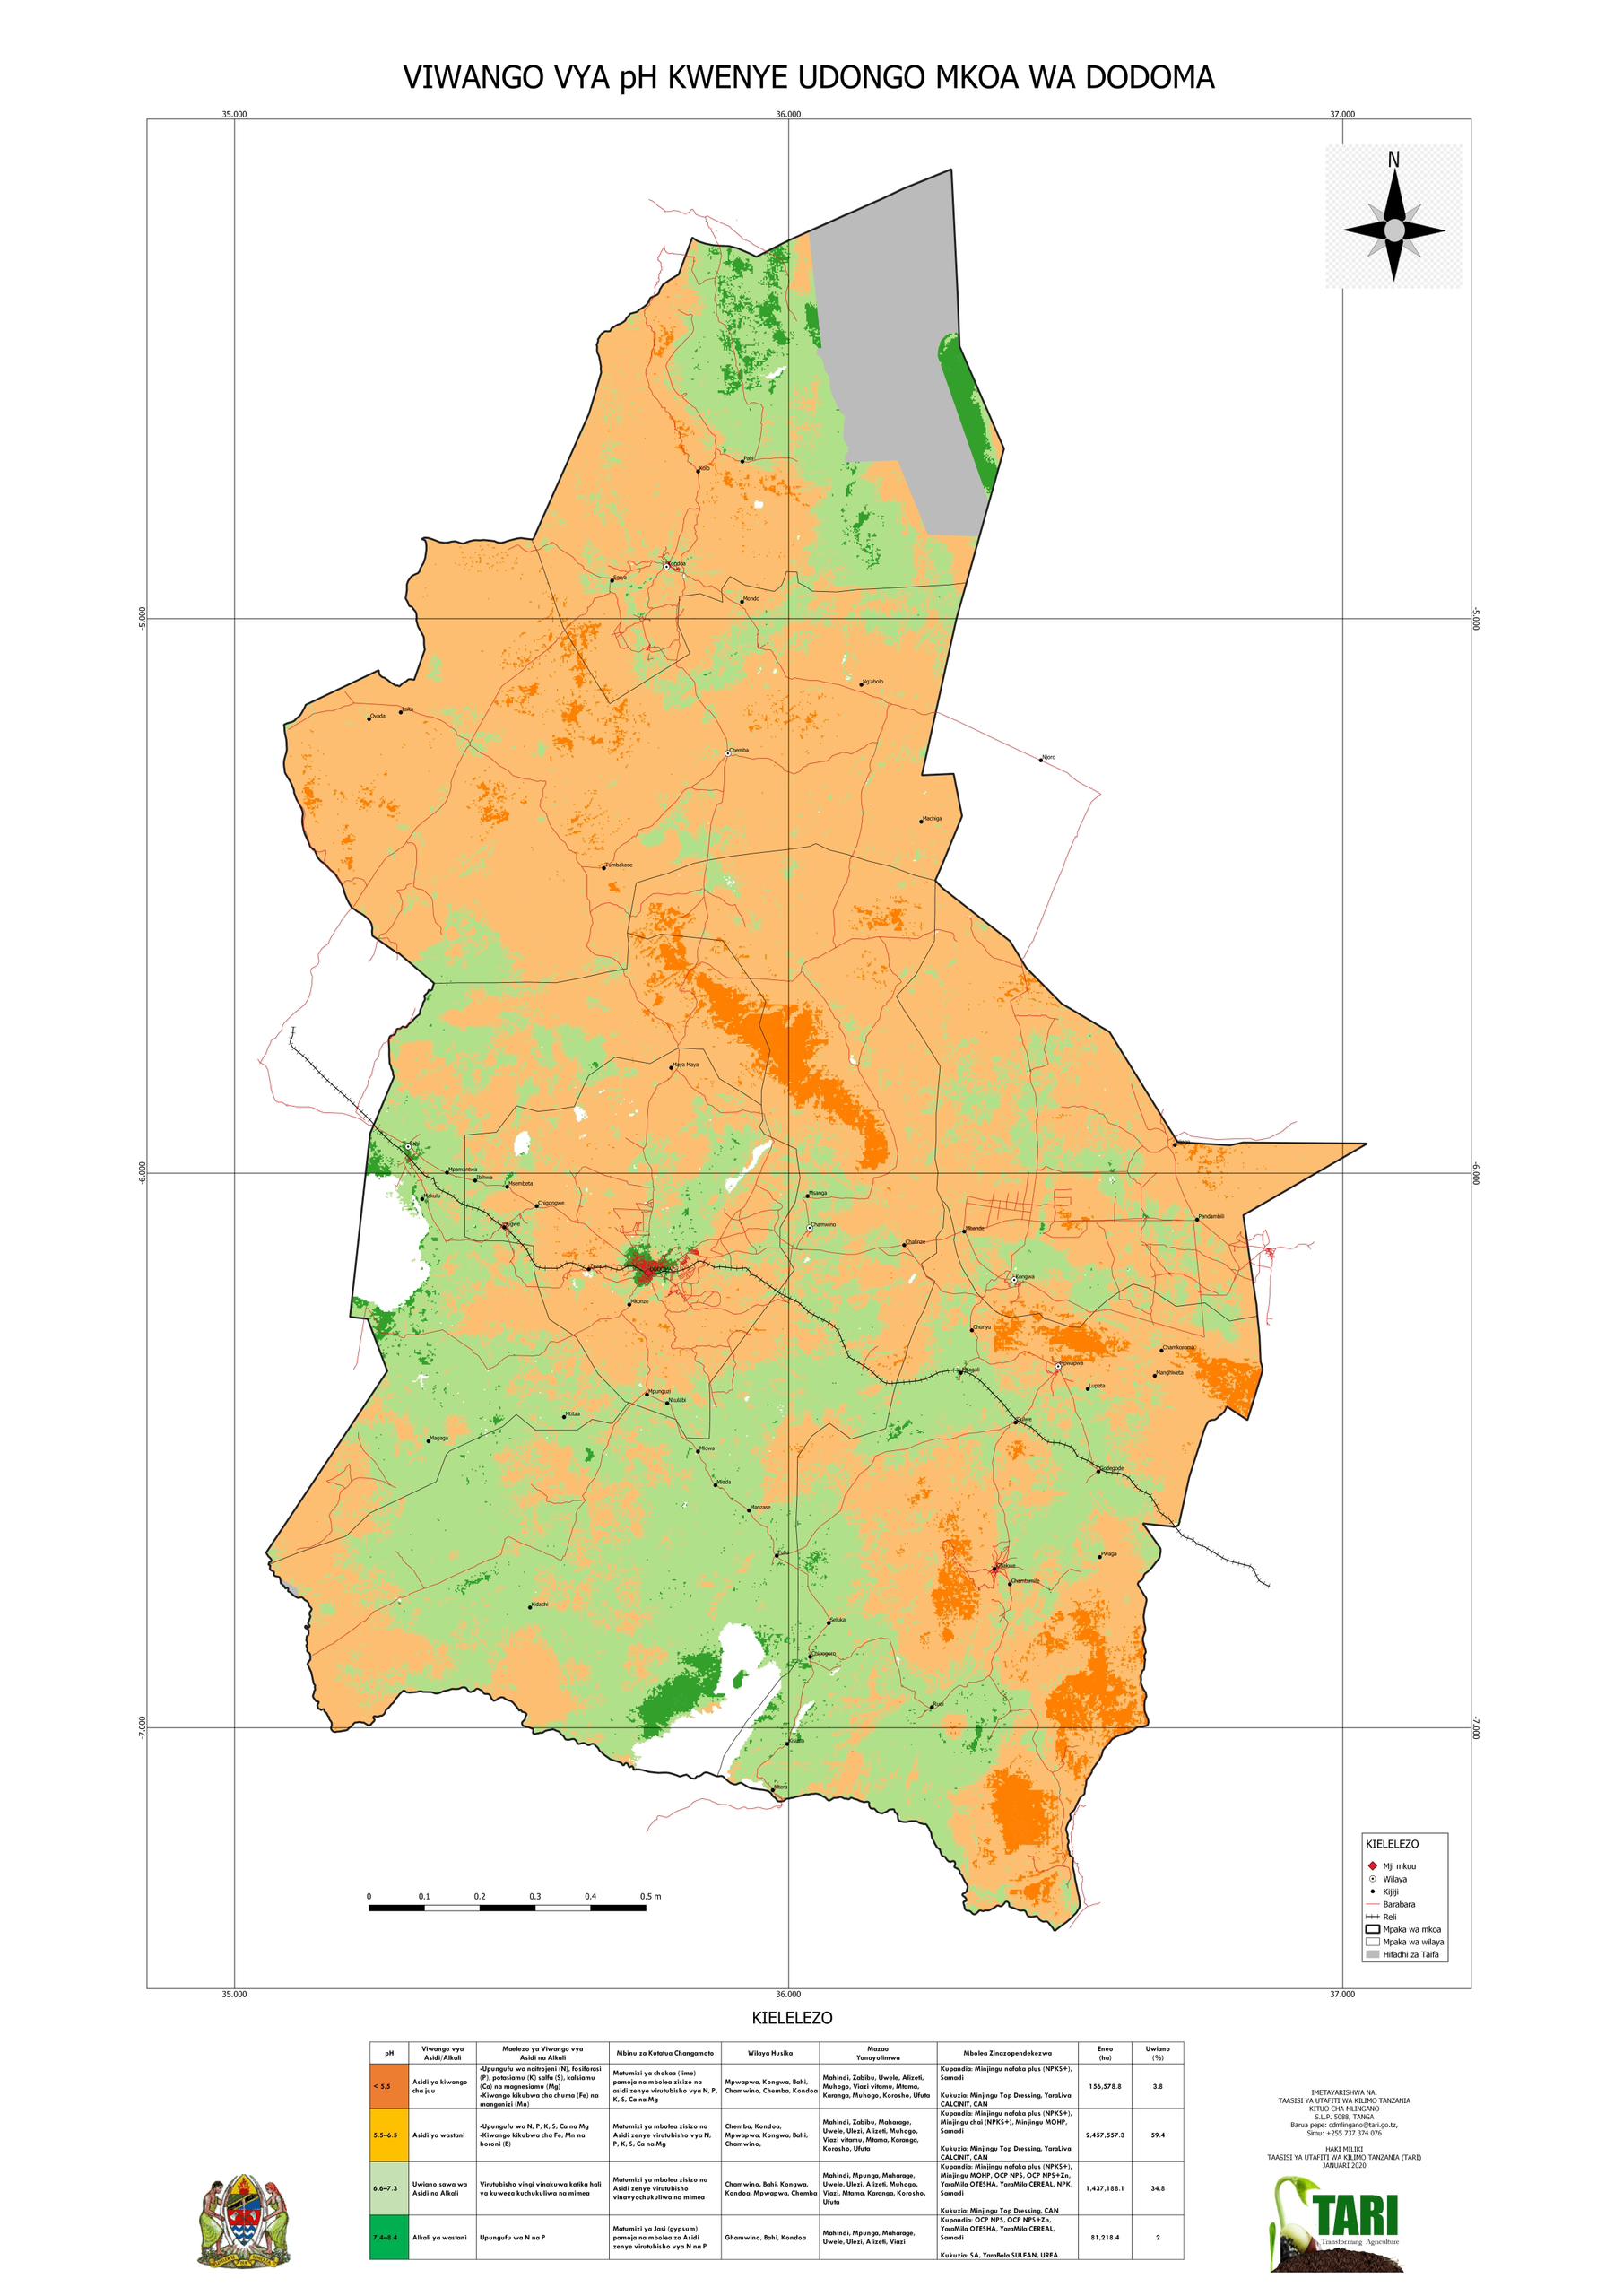 VIWANGO VYA pH KWENYE UDONGO MKOA WA DODOMA
35.000
36.000
37.000
N
Pahi
Kolo
Kondoa
Soya
Mondo
-5.000
-5.000
Ng'abolo
Lalta
Ovada
Chemba
Njoro
Machiga
Tumbakose
Maya Maya
Bahi
-6.000
-6.000
Mpamantwa
Ibihwa
Msembeta
Makulu
Chigongwe
Kigwe
Msanga
Chamwino
Pandambili
Mbande
Chalinze
Zuzu
DODOMA
Kongwa
Mkonze
Chunyu
Chamkoroma
Mpwapwa
Msagali
Manghweta
Lupeta
Mpunguzi
Nkulabi
Mtitaa
Gulwe
Magaga
Mlowa
Godegode
Mleda
Manzase
Fufu
Pwaga
Kibakwe
Chamtumile
Kidachi
Seluka
Chipogoro
Rua
-7.000
-7.000
Kisima
Mtera
0 0.1 0.2 0.3 0.4 0.5 m
KIELELEZO
Mji mkuu
Wilaya
Kijiji
Barabara
Reli
Mpaka wa mkoa
Mpaka wa wilaya
Hifadhi za Taifa
35.000
36.000
37.000
KIELELEZO
pH
Viwango vya
Asidi/Alkali
Maelezo ya Viwango vya
Asidi na Alkali
Mbinu za Kutatua Changamoto
Wilaya Husika
Mazao
Yanayolimwa
Mbolea Zinazopendekezwa
Eneo
(ha)
Uwiano
(%)
< 5.5
Asidi ya kiwango
cha juu
-Upungufu wa naitrojeni (N), fosiforasi
(P), potasiamu (K) salfa (S), kalsiamu
(Ca) na magnesiamu (Mg)
-Kiwango kikubwa cha chuma (Fe) na
manganizi (Mn)
Matumizi ya chokaa (lime)
pamoja na mbolea zisizo na
asidi zenye virutubisho vya N, P,
K, S, Ca na Mg
Mpwapwa, Kongwa, Bahi,
Chamwino, Chemba, Kondoa
Mahindi, Zabibu, Uwele, Alizeti,
Muhogo, Viazi vitamu, Mtama,
Karanga, Muhogo, Korosho, Ufuta
Kupandia: Minjingu nafaka plus (NPKS+),
Samadi
Kukuzia: Minjingu Top Dressing, YaraLiva
CALCINIT, CAN
156,578.8
3.8
5.5–6.5
Asidi ya wastani
-Upungufu wa N, P, K, S, Ca na Mg
-Kiwango kikubwa cha Fe, Mn na
boroni (B)
Matumizi ya mbolea zisizo na
Asidi zenye virutubisho vya N,
P, K, S, Ca na Mg
Chemba, Kondoa,
Mpwapwa, Kongwa, Bahi,
Chamwino,
Mahindi, Zabibu, Maharage,
Uwele, Ulezi, Alizeti, Muhogo,
Viazi vitamu, Mtama, Karanga,
Korosho, Ufuta
Kupandia: Minjingu nafaka plus (NPKS+),
Minjingu chai (NPKS+), Minjingu MOHP,
Samadi
Kukuzia: Minjingu Top Dressing, YaraLiva
CALCINIT, CAN
2,457,557.3
59.4
6.6–7.3
Uwiano sawa wa
Asidi na Alkali
Virutubisho vingi vinakuwa katika hali
ya kuweza kuchukuliwa na mimea
Matumizi ya mbolea zisizo na
Asidi zenye virutubisho
vinavyochukuliwa na mimea
Chamwino, Bahi, Kongwa,
Kondoa, Mpwapwa, Chemba
Mahindi, Mpunga, Maharage,
Uwele, Ulezi, Alizeti, Muhogo,
Viazi, Mtama, Karanga, Korosho,
Ufuta
Kupandia: Minjingu nafaka plus (NPKS+),
Minjingu MOHP, OCP NPS, OCP NPS+Zn,
YaraMila OTESHA, YaraMila CEREAL, NPK,
Samadi
Kukuzia: Minjingu Top Dressing, CAN
1,437,188.1
34.8
7.4–8.4
Alkali ya wastani
Upungufu wa N na P
Matumizi ya Jasi (gypsum)
pamoja na mbolea za Asidi
zenye virutubisho vya N na P
Ghamwino, Bahi, Kondoa
Mahindi, Mpunga, Maharage,
Uwele, Ulezi, Alizeti, Viazi
Kupandia: OCP NPS, OCP NPS+Zn,
YaraMila OTESHA, YaraMila CEREAL,
Samadi
Kukuzia: SA, YaraBela SULFAN, UREA
81,218.4
2
IMETAYARISHWA NA:
TAASISI YA UTAFITI WA KILIMO TANZANIA
KITUO CHA MLINGANO
S.L.P. 5088, TANGA
Barua pepe: cdmlingano@tari.go.tz,
Simu: +255 737 374 076
HAKI MILIKI
TAASISI YA UTAFITI WA KILIMO TANZANIA (TARI)
JANUARI 2020
TARI
Transforming Agriculture